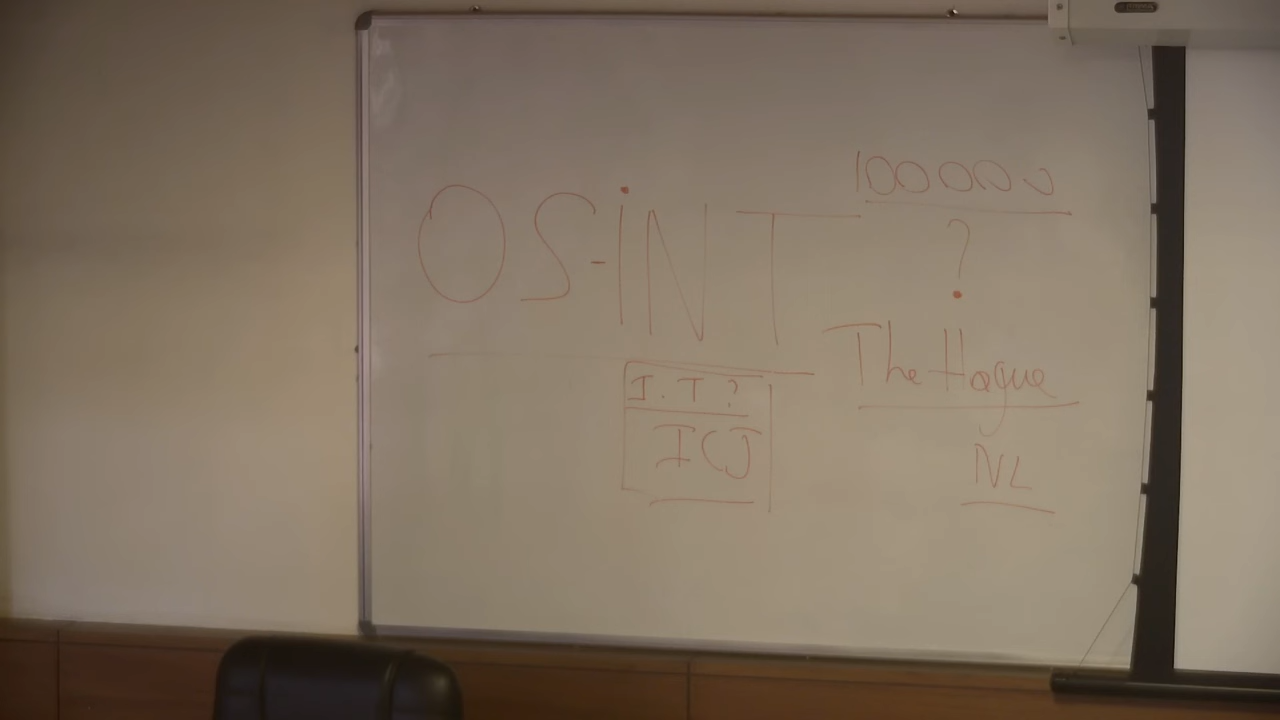 OS-iNT
100000
?
The Hague
NL
I.T?
ICJ